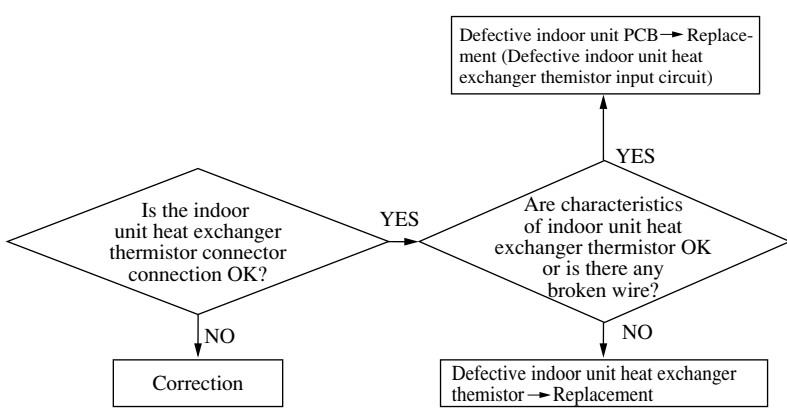 Defective indoor unit PCB → Replace-
ment (Defective indoor unit heat
exchanger themistor input circuit)
YES
Is the indoor
unit heat exchanger
thermistor connector
connection OK?
YES
Are characteristics
of indoor unit heat
exchanger thermistor OK
or is there any
broken wire?
NO
NO
Correction
Defective indoor unit heat exchanger
themistor → Replacement